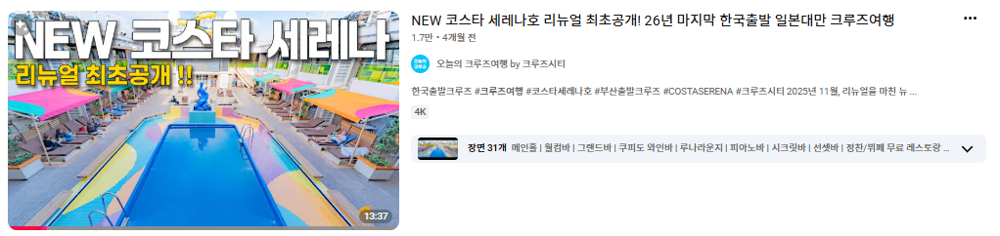 NEW 코스타 세레나
리뉴얼 최초공개 !!
13:37
NEW 코스타 세레나호 리뉴얼 최초공개! 26년 마지막 한국출발 일본대만 크루즈여행
1.7만 • 4개월 전
오늘의 크루즈여행 by 크루즈시티
한국출발크루즈 #크루즈여행 #코스타세레나호 #부산출발크루즈 #COSTASERENA #크루즈시티 2025년 11월, 리뉴얼을 마친 뉴 ...
4K
장면 31개 메인홀 | 웰컴바 | 그랜드바 | 쿠피도 와인바 | 루나라운지 | 피아노바 | 시크릿바 | 선셋바 | 정찬/뷔페 무료 레스토랑 ...